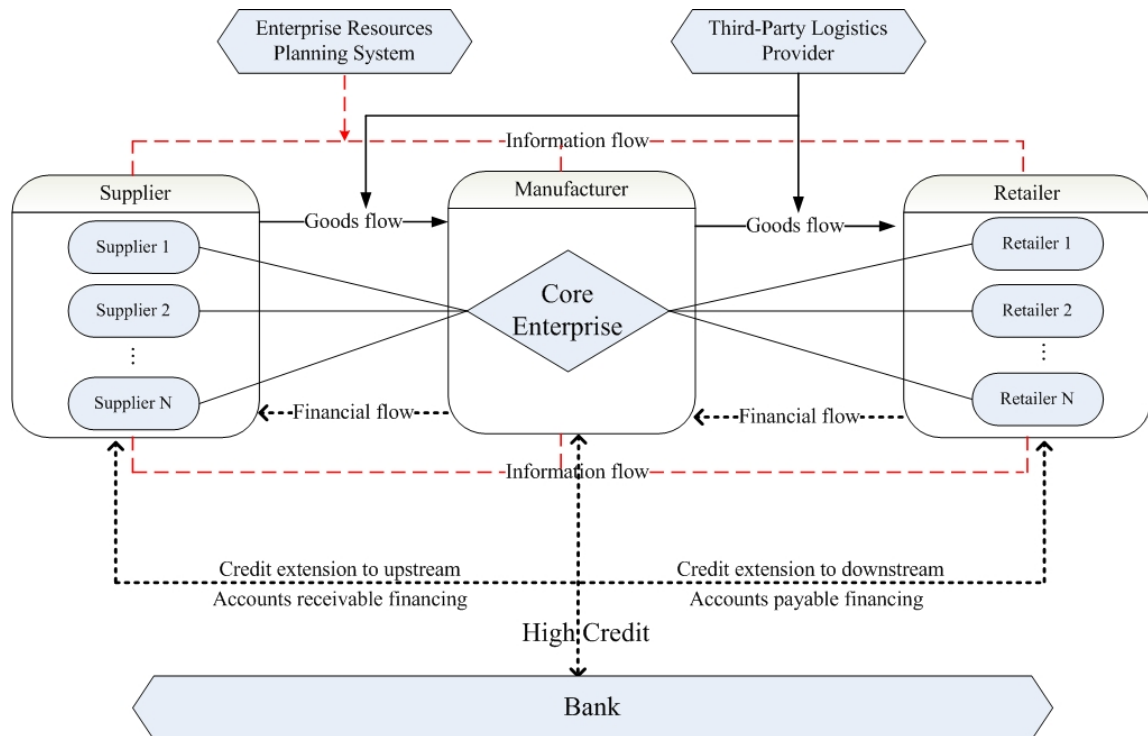 Enterprise Resources
Planning System
Third-Party Logistics
Provider
Information flow
Supplier
Manufacturer
Retailer
Goods flow
Goods flow
Supplier 1
Retailer 1
Core
Enterprise
Supplier 2
Retailer 2
...
...
Supplier N
Retailer N
Financial flow
Financial flow
Information flow
Credit extension to upstream
Accounts receivable financing
Credit extension to downstream
Accounts payable financing
High Credit
Bank